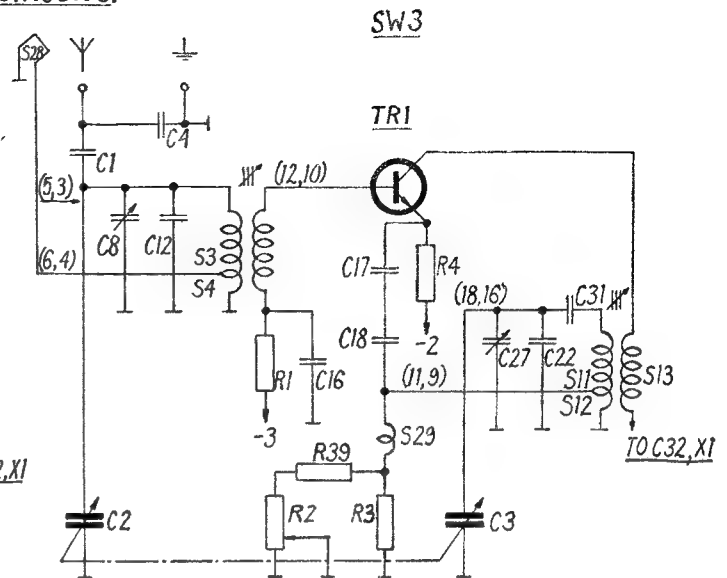 SW3
S28
TR1
C4
C1
(5,3)
(12,10)
C8
C12
S3
(6,4)
S4
C17
R4
(18,16)
C31
C18
-2
C27
C22
R1
C16
(11,9)
S11
S13
S12
-3
S29
R39
TO C32, X1
2,X1
C2
R2
R3
C3